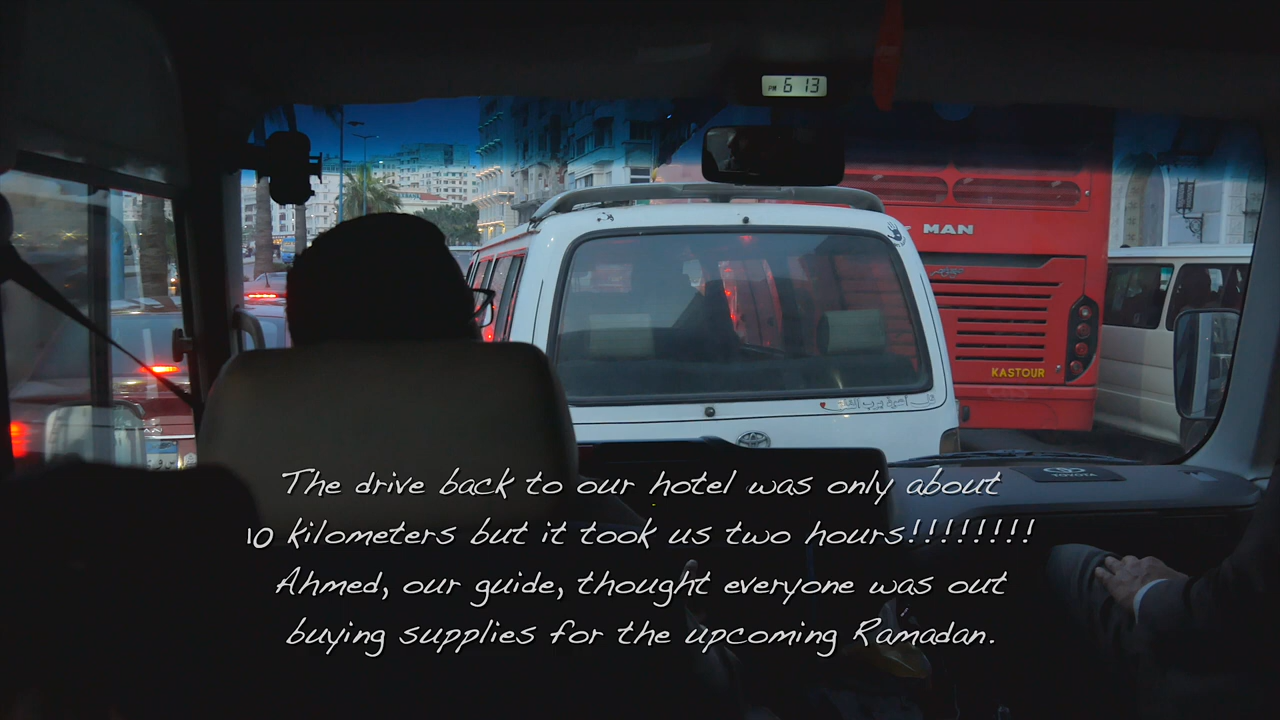 PM 6 13
MAN
KASTOUR
TOYOTA
The drive back to our hotel was only about
10 kilometers but it took us two hours!!!!!!!!
Ahmed, our guide, thought everyone was out
buying supplies for the upcoming Ramadan.